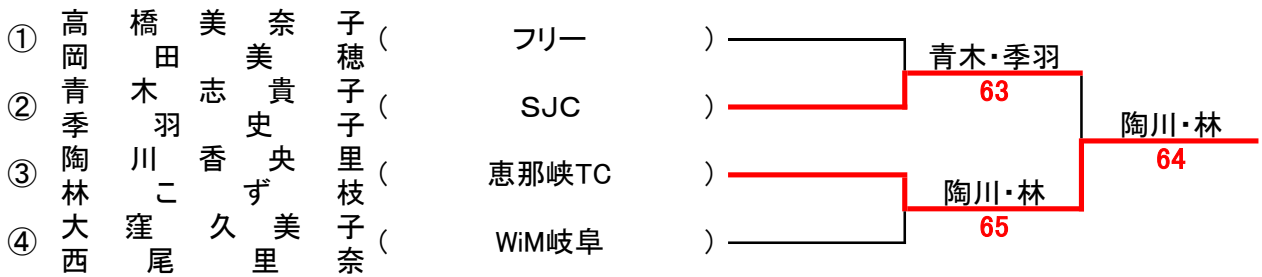 ① 高橋美奈子 ( フリー )
岡田美穂
② 青木志貴子 ( SJC )
季羽史子
③ 陶川香央里 ( 恵那峡TC )
林こず枝
④ 大窪久美子 ( WiM岐阜 )
西尾里奈
青木・季羽
63
陶川・林
65
陶川・林
64